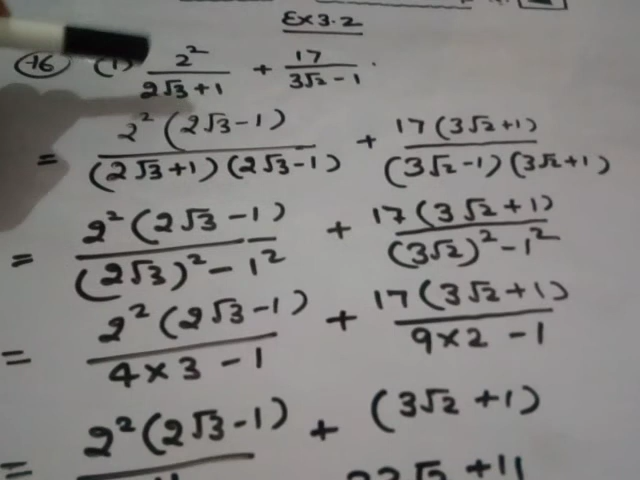 Ex 3.2
16 (1) 2²/(2√3+1) + 17/(3√2-1).
= 2²(2√3-1)/(2√3+1)(2√3-1) + 17(3√2+1)/(3√2-1)(3√2+1)
= 2²(2√3-1)/(2√3)²-1² + 17(3√2+1)/(3√2)²-1²
= 2²(2√3-1)/4×3-1 + 17(3√2+1)/9×2-1
= 2²(2√3-1) + (3√2+1)
√2 +11